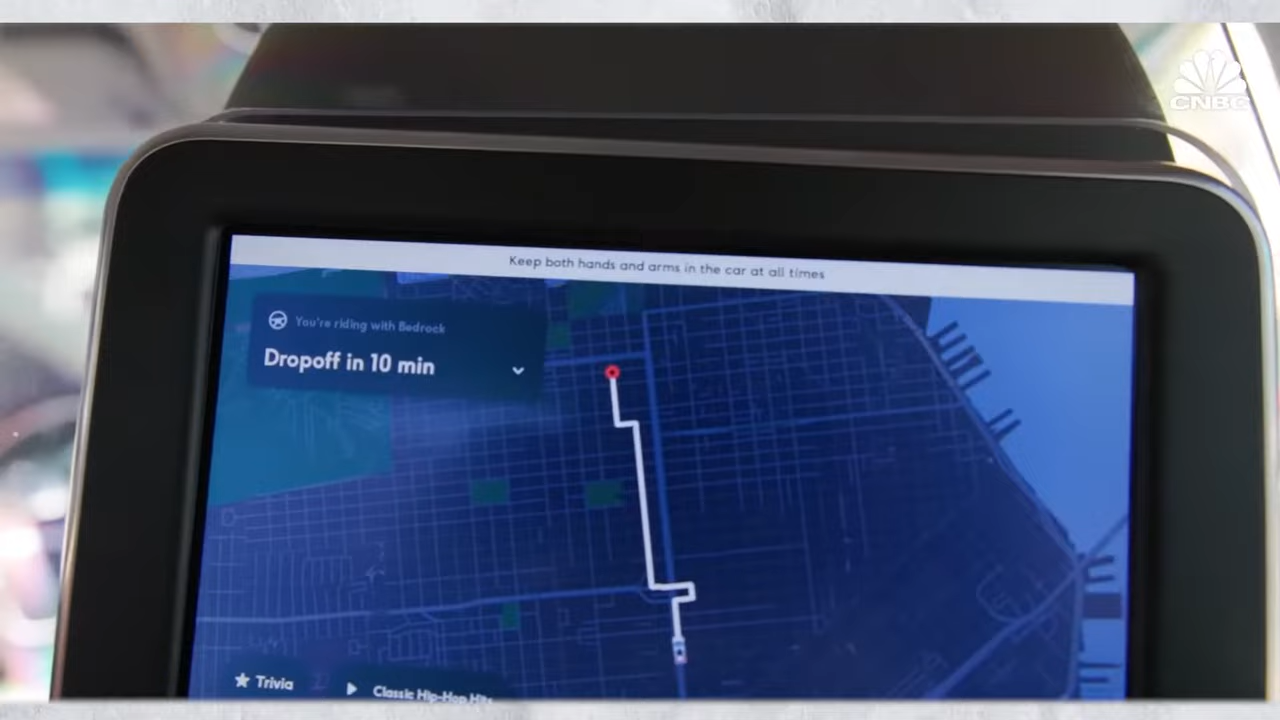 CNBC
Keep both hands and arms in the car at all times
You're riding with Bedrock
Dropoff in 10 min
Trivia
Classic Hip-Hop Hits